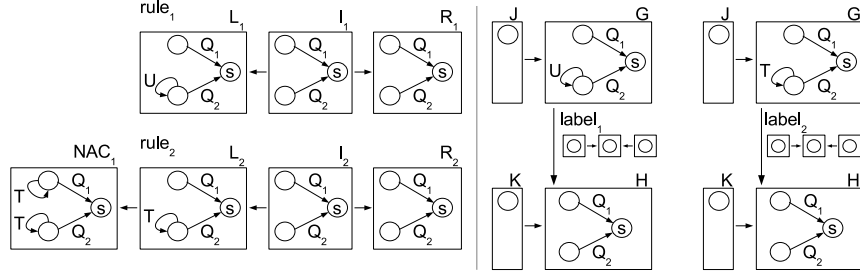 rule₁ L₁ I₁ R₁
Q₁ Q₁ Q₁
U S S S
Q₂ Q₂ Q₂
rule₂
NAC₁ L₂ I₂ R₂
Q₁ Q₁ Q₁ Q₁
T T T S S S S
Q₂ Q₂ Q₂ Q₂
J G J G
Q₁ Q₁
U S T S
Q₂ Q₂
label₁ label₂
K H K H
Q₁ Q₁
S S
Q₂ Q₂